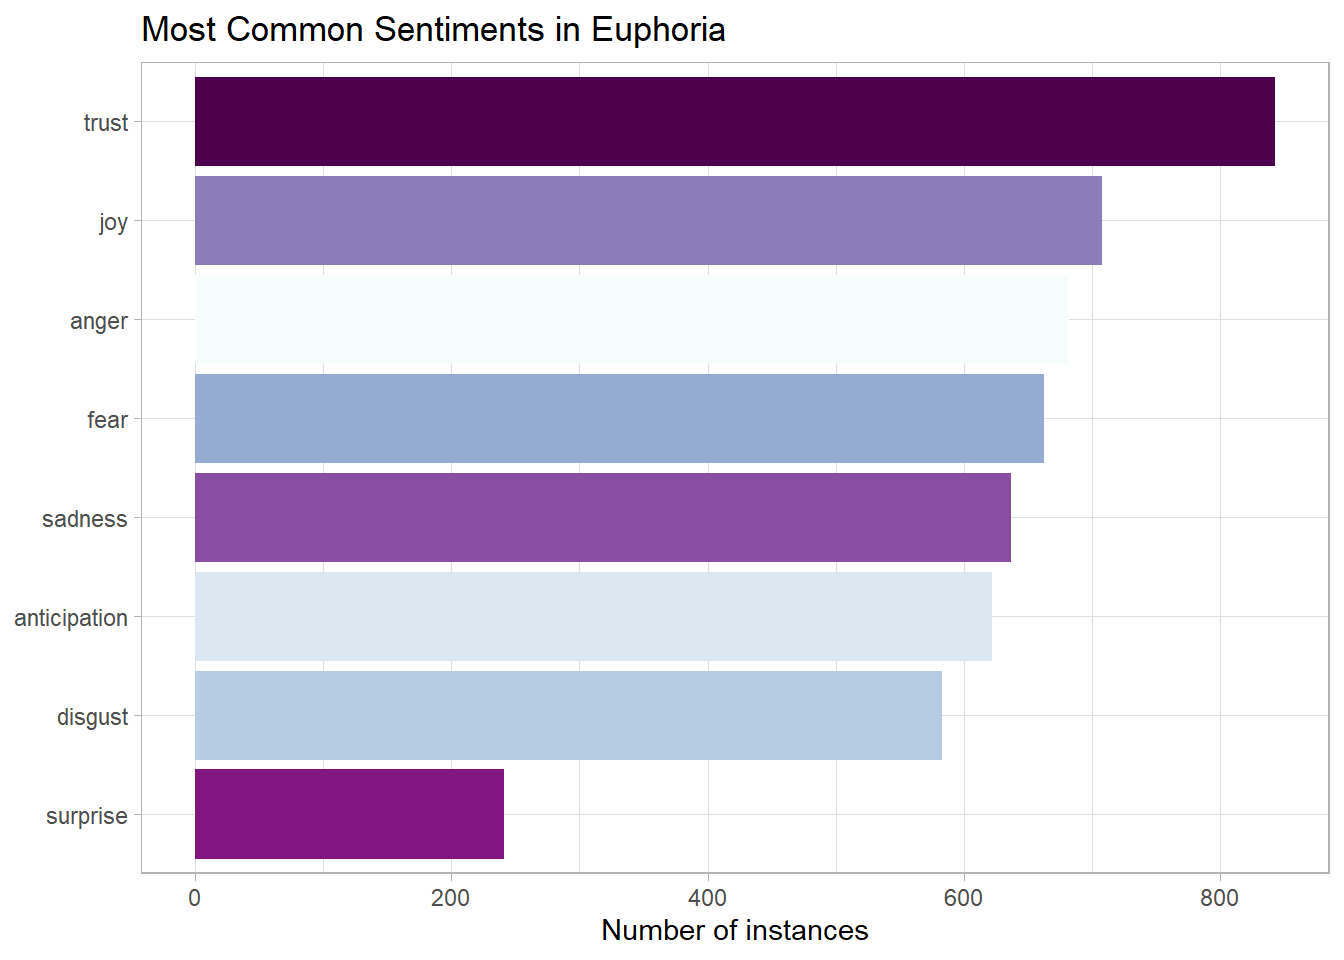 Most Common Sentiments in Euphoria
trust
joy
anger
fear
sadness
anticipation
disgust
surprise
0 200 400 600 800
Number of instances